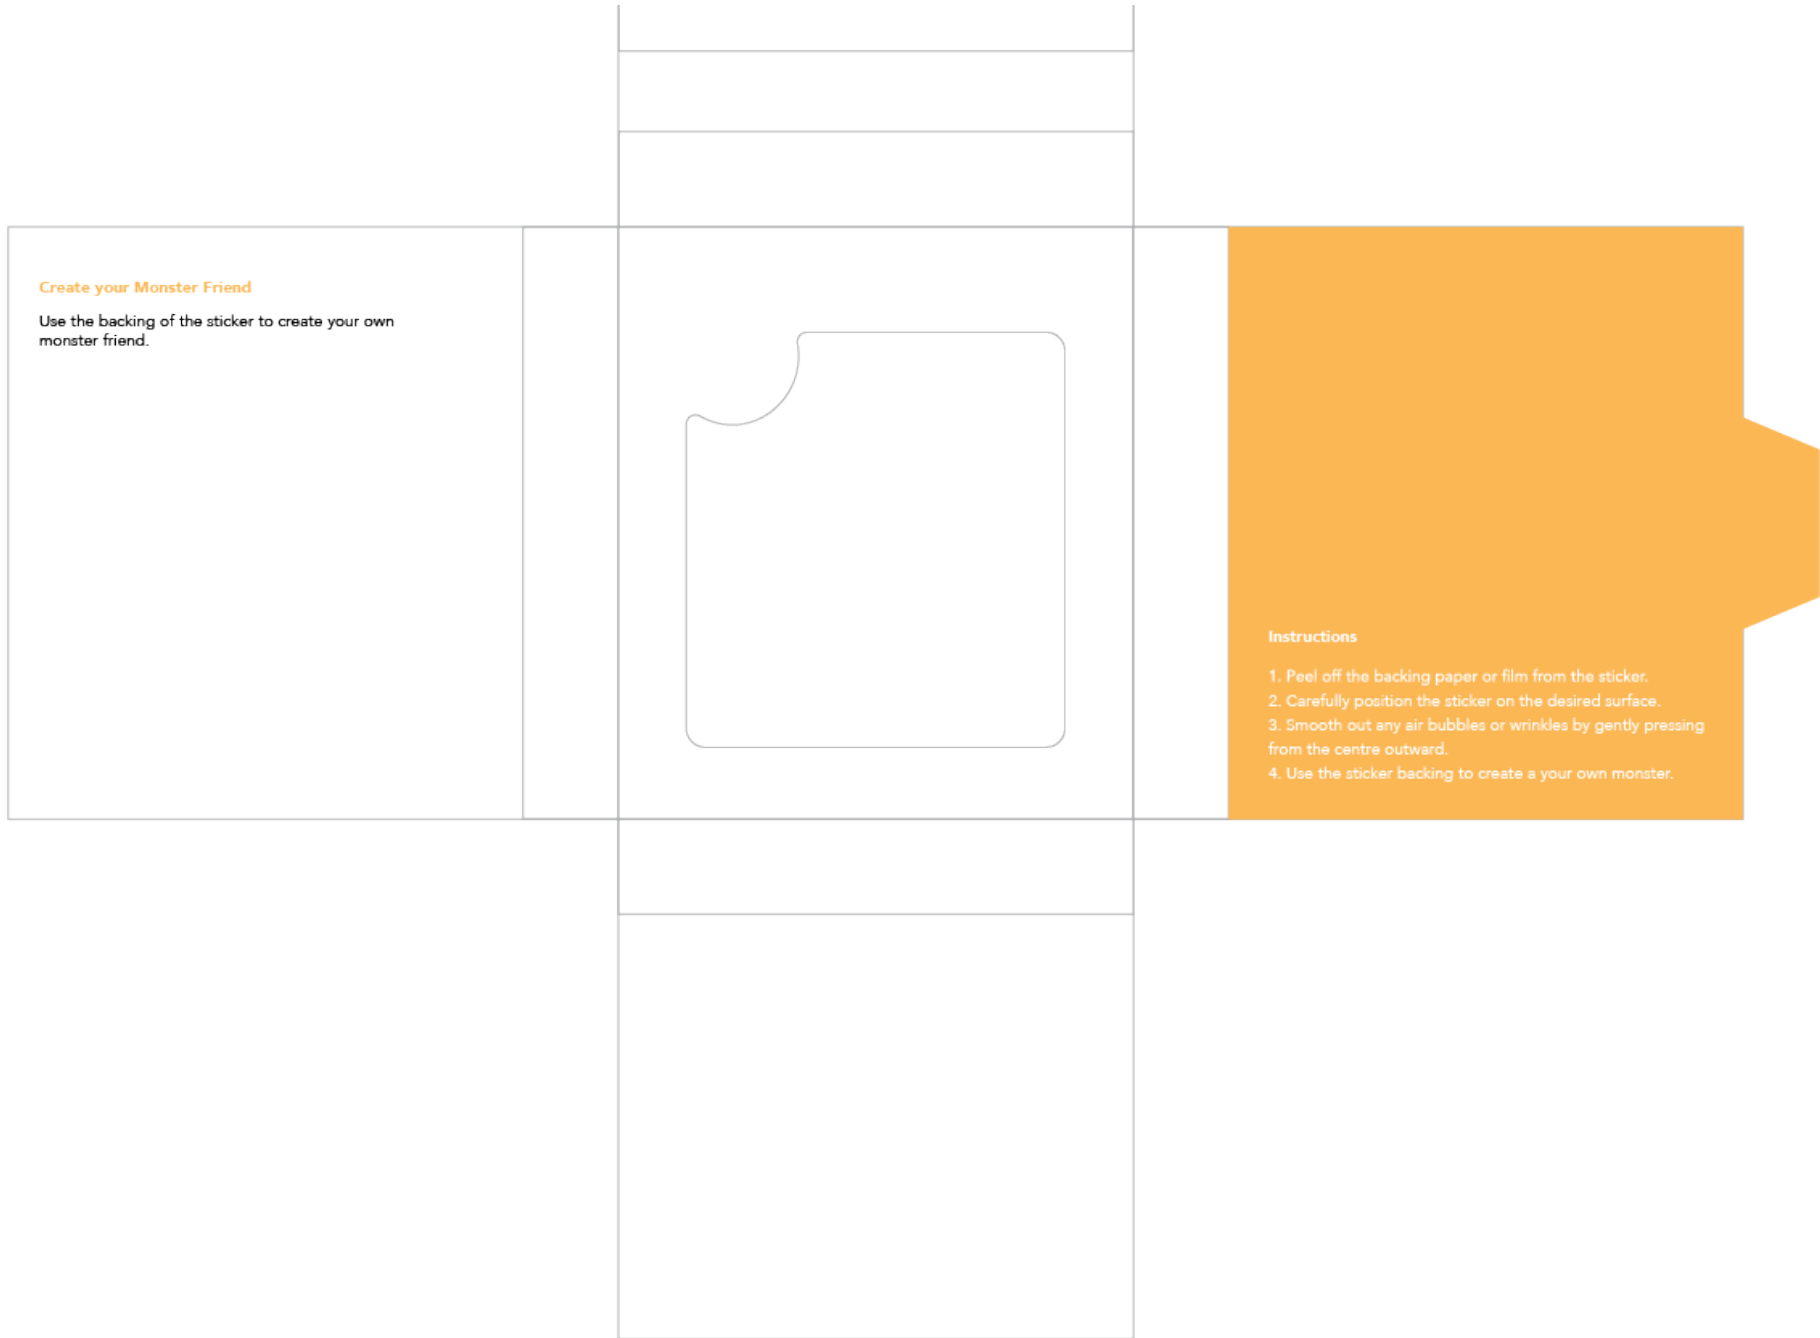 Create your Monster Friend
Use the backing of the sticker to create your own
monster friend.
Instructions
1. Peel off the backing paper or film from the sticker.
2. Carefully position the sticker on the desired surface.
3. Smooth out any air bubbles or wrinkles by gently pressing
from the centre outward.
4. Use the sticker backing to create a your own monster.